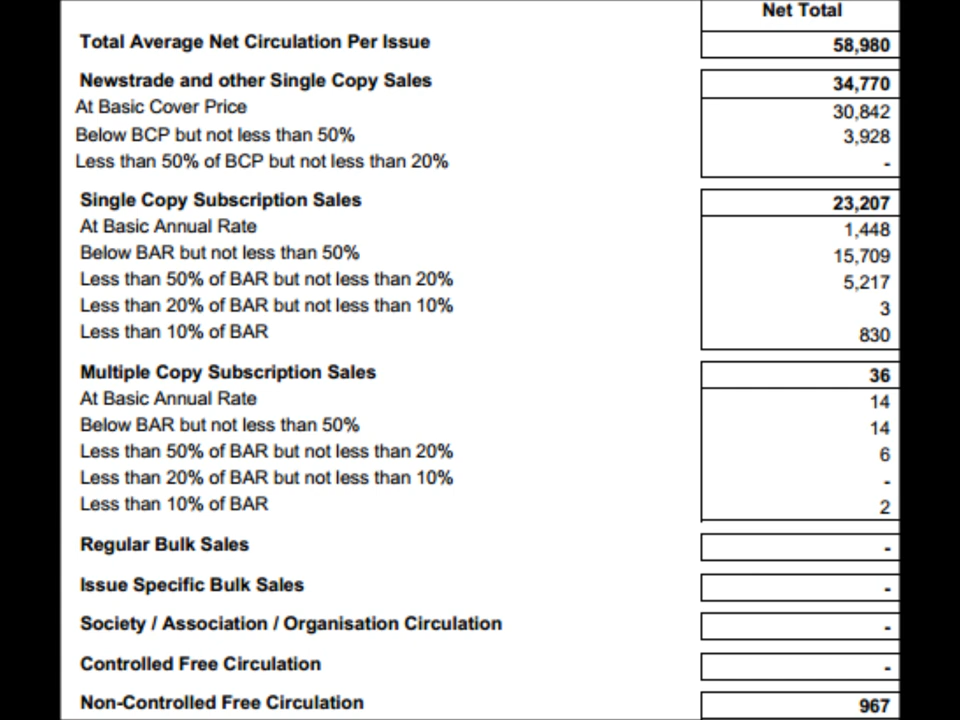 Net Total
Total Average Net Circulation Per Issue 58,980
Newstrade and other Single Copy Sales 34,770
At Basic Cover Price 30,842
Below BCP but not less than 50% 3,928
Less than 50% of BCP but not less than 20% -
Single Copy Subscription Sales 23,207
At Basic Annual Rate 1,448
Below BAR but not less than 50% 15,709
Less than 50% of BAR but not less than 20% 5,217
Less than 20% of BAR but not less than 10% 3
Less than 10% of BAR 830
Multiple Copy Subscription Sales 36
At Basic Annual Rate 14
Below BAR but not less than 50% 14
Less than 50% of BAR but not less than 20% 6
Less than 20% of BAR but not less than 10% -
Less than 10% of BAR 2
Regular Bulk Sales -
Issue Specific Bulk Sales -
Society / Association / Organisation Circulation -
Controlled Free Circulation -
Non-Controlled Free Circulation 967